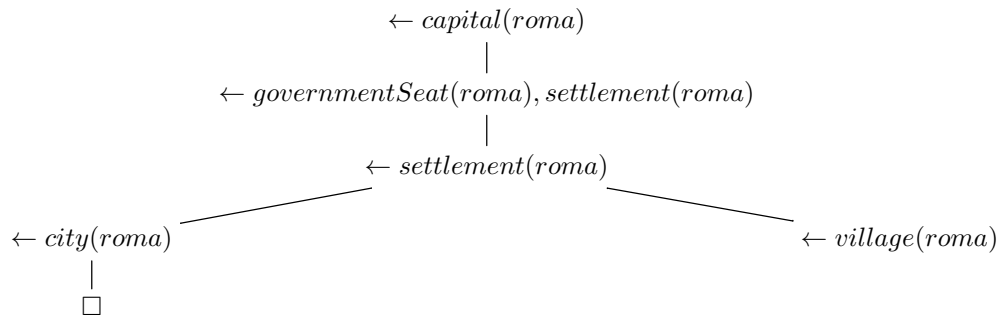 ← capital(roma)
← governmentSeat(roma), settlement(roma)
← settlement(roma)
← city(roma)
← village(roma)
□